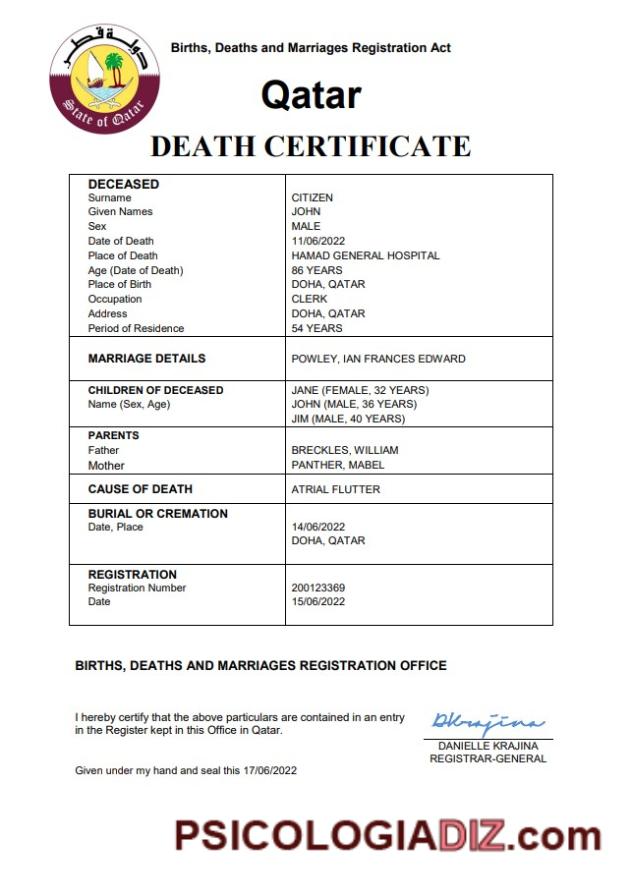 دولة قطر
State of Qatar
Births, Deaths and Marriages Registration Act
Qatar
DEATH CERTIFICATE
DECEASED
Surname CITIZEN
Given Names JOHN
Sex MALE
Date of Death 11/06/2022
Place of Death HAMAD GENERAL HOSPITAL
Age (Date of Death) 86 YEARS
Place of Birth DOHA, QATAR
Occupation CLERK
Address DOHA, QATAR
Period of Residence 54 YEARS
MARRIAGE DETAILS POWLEY, IAN FRANCES EDWARD
CHILDREN OF DECEASED JANE (FEMALE, 32 YEARS)
Name (Sex, Age) JOHN (MALE, 36 YEARS)
JIM (MALE, 40 YEARS)
PARENTS
Father BRECKLES, WILLIAM
Mother PANTHER, MABEL
CAUSE OF DEATH ATRIAL FLUTTER
BURIAL OR CREMATION
Date, Place 14/06/2022
DOHA, QATAR
REGISTRATION
Registration Number 200123369
Date 15/06/2022
BIRTHS, DEATHS AND MARRIAGES REGISTRATION OFFICE
I hereby certify that the above particulars are contained in an entry
in the Register kept in this Office in Qatar.
DKrajina
DANIELLE KRAJINA
REGISTRAR-GENERAL
Given under my hand and seal this 17/06/2022
PSICOLOGIADIZ.com